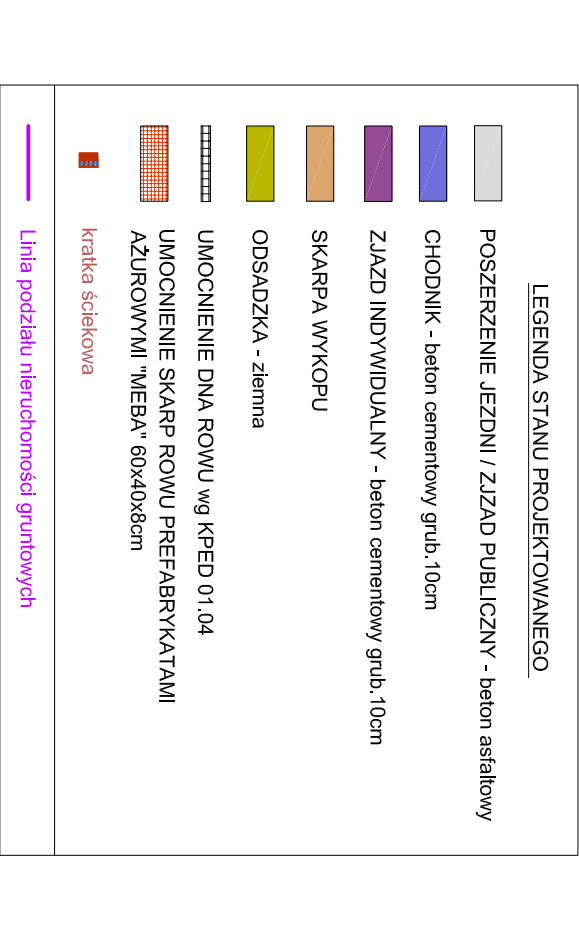 LEGENDA STANU PROJEKTOWANEGO
POSZERZENIE JEZDNI / ZJZAD PUBLICZNY - beton asfaltowy
CHODNIK - beton cementowy grub.10cm
ZJAZD INDYWIDUALNY - beton cementowy grub.10cm
SKARPA WYKOPU
ODSADZKA - ziemna
UMOCNIENIE DNA ROWU wg KPED 01.04
UMOCNIENIE SKARP ROWU PREFABRYKATAMI
AŻUROWYMI "MEBA" 60x40x8cm
kratka ściekowa
Linia podziału nieruchomości gruntowych